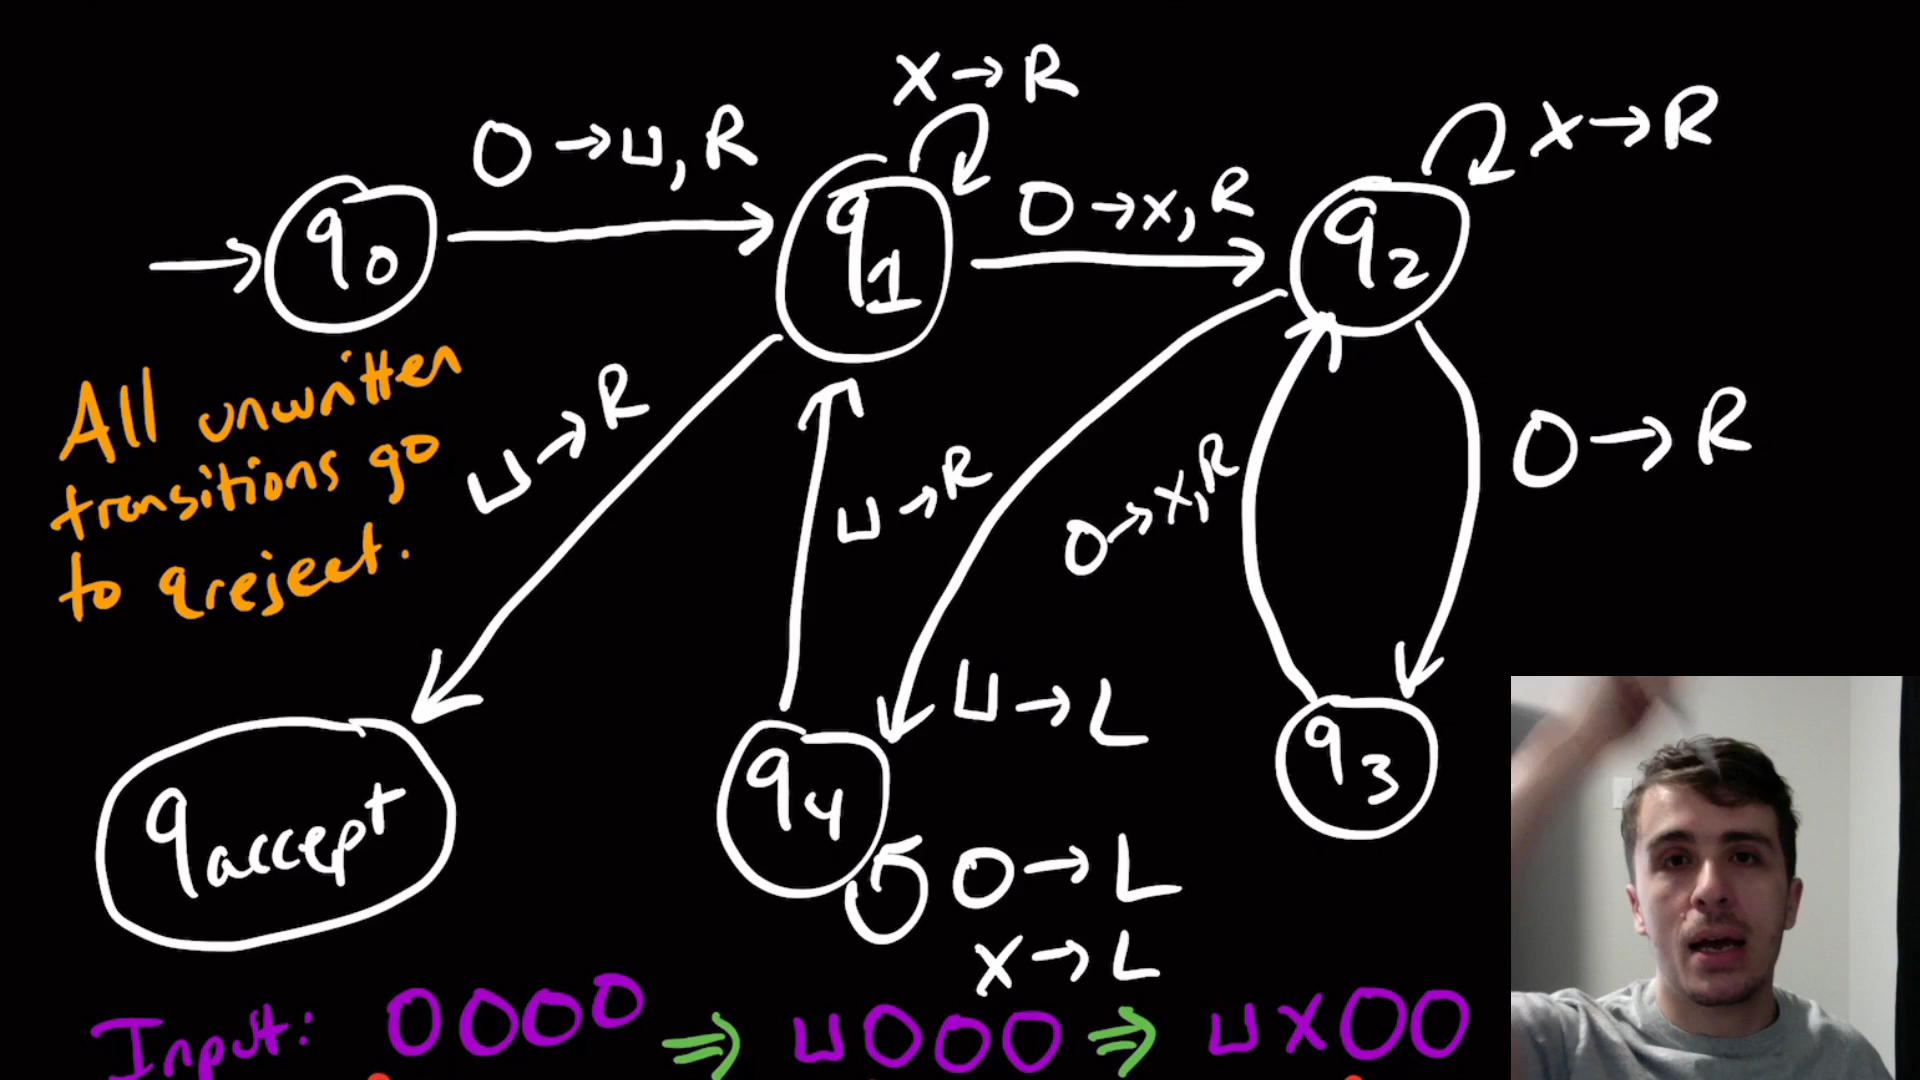 x→R
0→⊔,R
x→R
q0
q1
0→x,R
q2
All unwritten
transitions go
to qreject.
⊔→R
⊔→R
0→x,R
0→R
⊔→L
qaccept
q4
q3
0→L
x→L
Input: 0000 ⇒ ⊔000 ⇒ ⊔x00